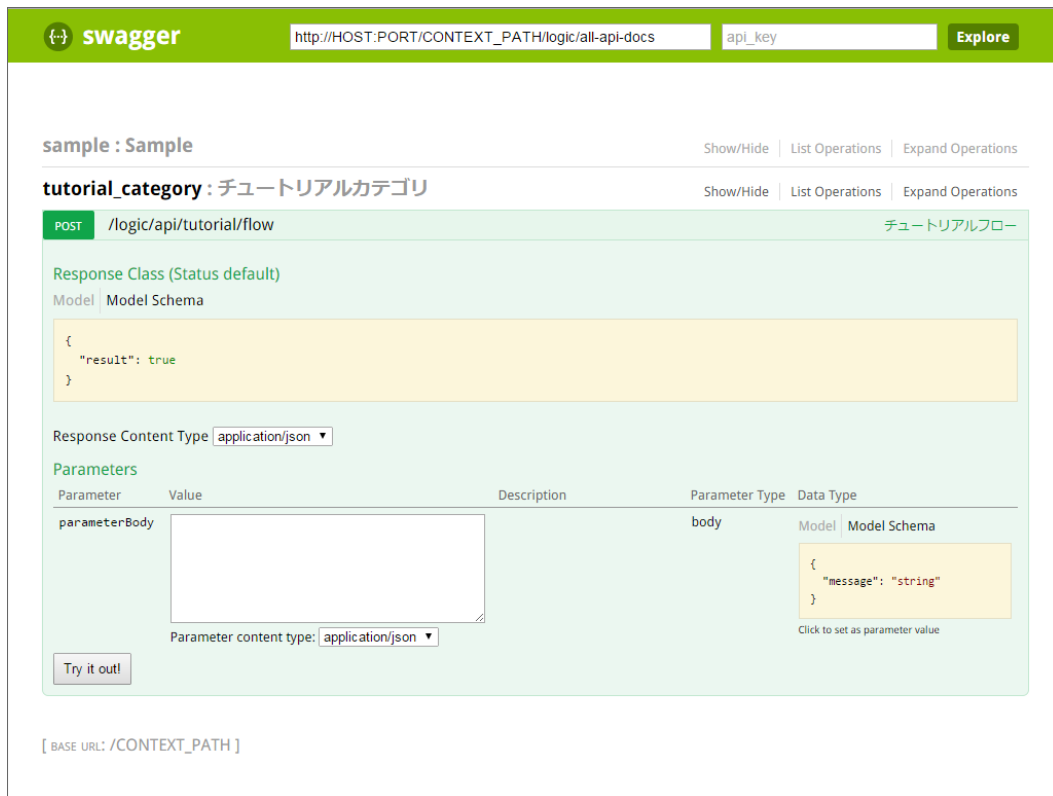 {···} swagger http://HOST:PORT/CONTEXT_PATH/logic/all-api-docs api_key Explore
sample : Sample Show/Hide List Operations Expand Operations
tutorial_category : チュートリアルカテゴリ Show/Hide List Operations Expand Operations
POST /logic/api/tutorial/flow チュートリアルフロー
Response Class (Status default)
Model Model Schema
{
"result": true
}
Response Content Type application/json
Parameters
Parameter Value Description Parameter Type Data Type
parameterBody body Model Model Schema
{
"message": "string"
}
Click to set as parameter value
Parameter content type: application/json
Try it out!
[ BASE URL: /CONTEXT_PATH ]